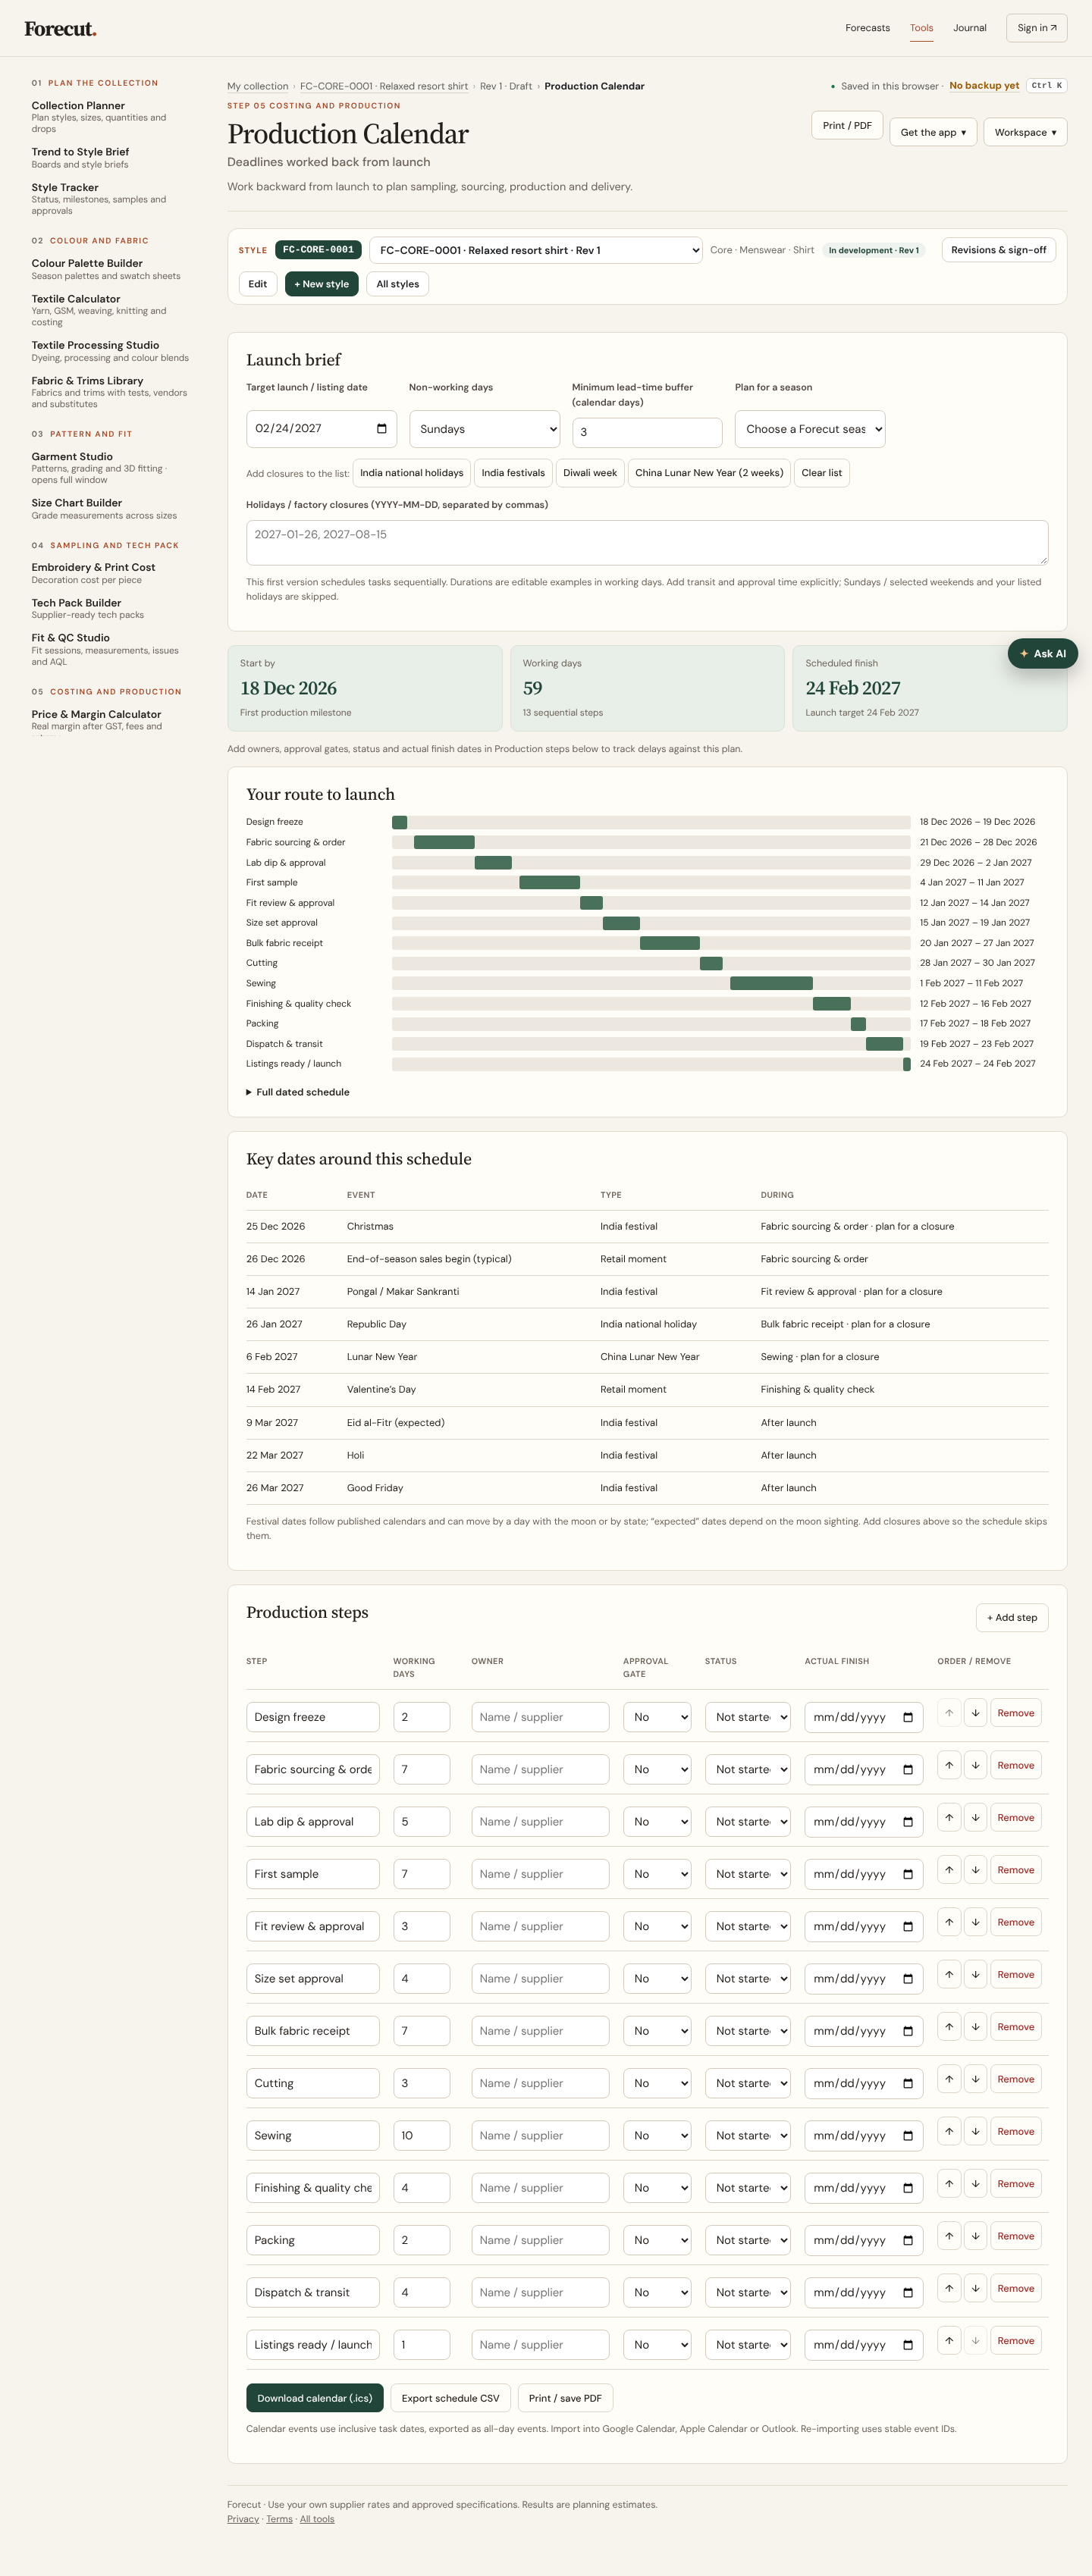 Forecut.
Forecasts
Tools
Journal
Sign in ↗
01 PLAN THE COLLECTION
Collection Planner
Plan styles, sizes, quantities and
drops
Trend to Style Brief
Boards and style briefs
Style Tracker
Status, milestones, samples and
approvals
02 COLOUR AND FABRIC
Colour Palette Builder
Season palettes and swatch sheets
Textile Calculator
Yarn, GSM, weaving, knitting and
costing
Textile Processing Studio
Dyeing, processing and colour blends
Fabric & Trims Library
Fabrics and trims with tests, vendors
and substitutes
03 PATTERN AND FIT
Garment Studio
Patterns, grading and 3D fitting ·
opens full window
Size Chart Builder
Grade measurements across sizes
04 SAMPLING AND TECH PACK
Embroidery & Print Cost
Decoration cost per piece
Tech Pack Builder
Supplier-ready tech packs
Fit & QC Studio
Fit sessions, measurements, issues
and AQL
05 COSTING AND PRODUCTION
Price & Margin Calculator
Real margin after GST, fees and
My collection › FC-CORE-0001 · Relaxed resort shirt › Rev 1 · Draft › Production Calendar
• Saved in this browser · No backup yet Ctrl K
STEP 05 COSTING AND PRODUCTION
Production Calendar
Deadlines worked back from launch
Work backward from launch to plan sampling, sourcing, production and delivery.
Print / PDF
Get the app ▾
Workspace ▾
STYLE FC-CORE-0001 FC-CORE-0001 · Relaxed resort shirt · Rev 1 Core · Menswear · Shirt In development · Rev 1 Revisions & sign-off
Edit + New style All styles
Launch brief
Target launch / listing date
Non-working days
Minimum lead-time buffer
(calendar days)
Plan for a season
02/24/2027
Sundays
3
Choose a Forecut seas
Add closures to the list: India national holidays India festivals Diwali week China Lunar New Year (2 weeks) Clear list
Holidays / factory closures (YYYY-MM-DD, separated by commas)
2027-01-26, 2027-08-15
This first version schedules tasks sequentially. Durations are editable examples in working days. Add transit and approval time explicitly; Sundays / selected weekends and your listed
holidays are skipped.
✦ Ask AI
Start by
18 Dec 2026
First production milestone
Working days
59
13 sequential steps
Scheduled finish
24 Feb 2027
Launch target 24 Feb 2027
Add owners, approval gates, status and actual finish dates in Production steps below to track delays against this plan.
Your route to launch
Design freeze 18 Dec 2026 – 19 Dec 2026
Fabric sourcing & order 21 Dec 2026 – 28 Dec 2026
Lab dip & approval 29 Dec 2026 – 2 Jan 2027
First sample 4 Jan 2027 – 11 Jan 2027
Fit review & approval 12 Jan 2027 – 14 Jan 2027
Size set approval 15 Jan 2027 – 19 Jan 2027
Bulk fabric receipt 20 Jan 2027 – 27 Jan 2027
Cutting 28 Jan 2027 – 30 Jan 2027
Sewing 1 Feb 2027 – 11 Feb 2027
Finishing & quality check 12 Feb 2027 – 16 Feb 2027
Packing 17 Feb 2027 – 18 Feb 2027
Dispatch & transit 19 Feb 2027 – 23 Feb 2027
Listings ready / launch 24 Feb 2027 – 24 Feb 2027
▶ Full dated schedule
Key dates around this schedule
DATE EVENT TYPE DURING
25 Dec 2026 Christmas India festival Fabric sourcing & order · plan for a closure
26 Dec 2026 End-of-season sales begin (typical) Retail moment Fabric sourcing & order
14 Jan 2027 Pongal / Makar Sankranti India festival Fit review & approval · plan for a closure
26 Jan 2027 Republic Day India national holiday Bulk fabric receipt · plan for a closure
6 Feb 2027 Lunar New Year China Lunar New Year Sewing · plan for a closure
14 Feb 2027 Valentine's Day Retail moment Finishing & quality check
9 Mar 2027 Eid al-Fitr (expected) India festival After launch
22 Mar 2027 Holi India festival After launch
26 Mar 2027 Good Friday India festival After launch
Festival dates follow published calendars and can move by a day with the moon or by state; “expected” dates depend on the moon sighting. Add closures above so the schedule skips
them.
Production steps
+ Add step
STEP WORKING DAYS OWNER APPROVAL GATE STATUS ACTUAL FINISH ORDER / REMOVE
Design freeze 2 Name / supplier No Not starte mm/dd/yyyy ↑ ↓ Remove
Fabric sourcing & orde 7 Name / supplier No Not starte mm/dd/yyyy ↑ ↓ Remove
Lab dip & approval 5 Name / supplier No Not starte mm/dd/yyyy ↑ ↓ Remove
First sample 7 Name / supplier No Not starte mm/dd/yyyy ↑ ↓ Remove
Fit review & approval 3 Name / supplier No Not starte mm/dd/yyyy ↑ ↓ Remove
Size set approval 4 Name / supplier No Not starte mm/dd/yyyy ↑ ↓ Remove
Bulk fabric receipt 7 Name / supplier No Not starte mm/dd/yyyy ↑ ↓ Remove
Cutting 3 Name / supplier No Not starte mm/dd/yyyy ↑ ↓ Remove
Sewing 10 Name / supplier No Not starte mm/dd/yyyy ↑ ↓ Remove
Finishing & quality che 4 Name / supplier No Not starte mm/dd/yyyy ↑ ↓ Remove
Packing 2 Name / supplier No Not starte mm/dd/yyyy ↑ ↓ Remove
Dispatch & transit 4 Name / supplier No Not starte mm/dd/yyyy ↑ ↓ Remove
Listings ready / launch 1 Name / supplier No Not starte mm/dd/yyyy ↑ ↓ Remove
Download calendar (.ics) Export schedule CSV Print / save PDF
Calendar events use inclusive task dates, exported as all-day events. Import into Google Calendar, Apple Calendar or Outlook. Re-importing uses stable event IDs.
Forecut · Use your own supplier rates and approved specifications. Results are planning estimates.
Privacy · Terms · All tools